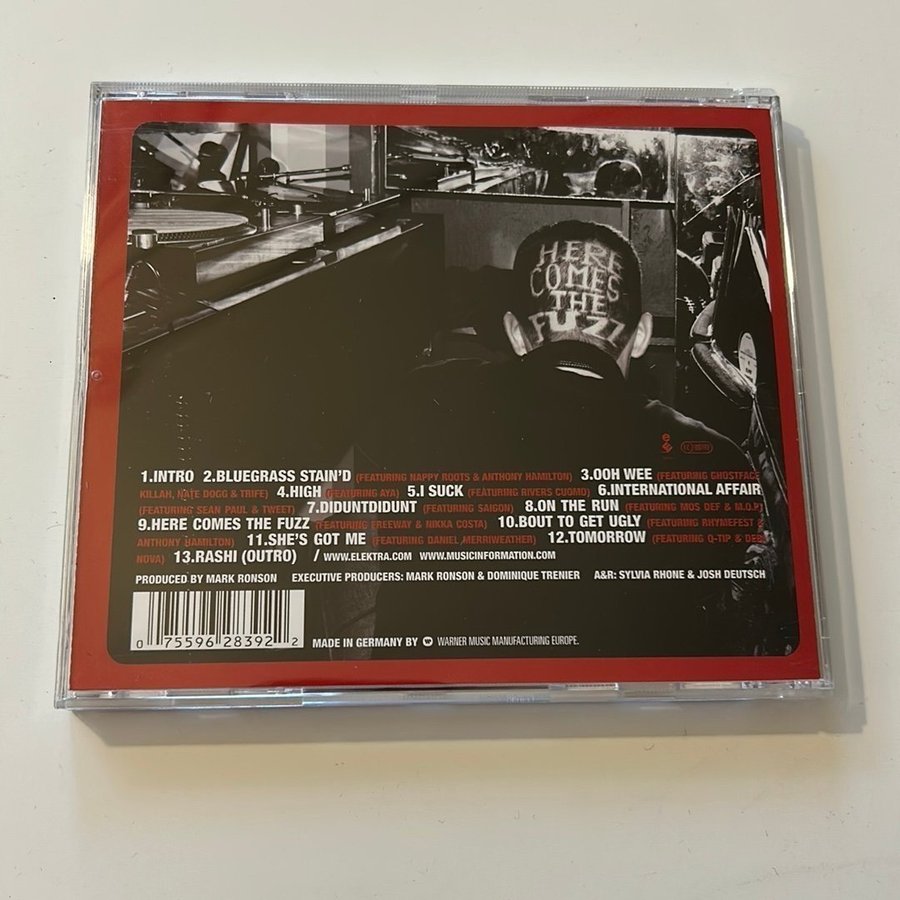 HERE
COMES
THE
FUZZ
1.INTRO 2.BLUEGRASS STAIN'D (FEATURING NAPPY ROOTS & ANTHONY HAMILTON) 3.OOH WEE (FEATURING GHOSTFACE
KILLAH, NATE DOGG & TRIFE) 4.HIGH (FEATURING AYA) 5.I SUCK (FEATURING RIVERS CUOMO) 6.INTERNATIONAL AFFAIR
(FEATURING SEAN PAUL & TWEET) 7.DIDUNTDIDUNT (FEATURING SAIGON) 8.ON THE RUN (FEATURING MOS DEF & M.O.P)
9.HERE COMES THE FUZZ (FEATURING FREEWAY & NIKKA COSTA) 10.BOUT TO GET UGLY (FEATURING RHYMEFEST &
ANTHONY HAMILTON) 11.SHE'S GOT ME (FEATURING DANIEL MERRIWEATHER) 12.TOMORROW (FEATURING Q-TIP & DEBI
NOVA) 13.RASHI (OUTRO) / WWW.ELEKTRA.COM WWW.MUSICINFORMATION.COM
PRODUCED BY MARK RONSON EXECUTIVE PRODUCERS: MARK RONSON & DOMINIQUE TRENIER A&R: SYLVIA RHONE & JOSH DEUTSCH
0 75596 28392 2
MADE IN GERMANY BY WARNER MUSIC MANUFACTURING EUROPE.